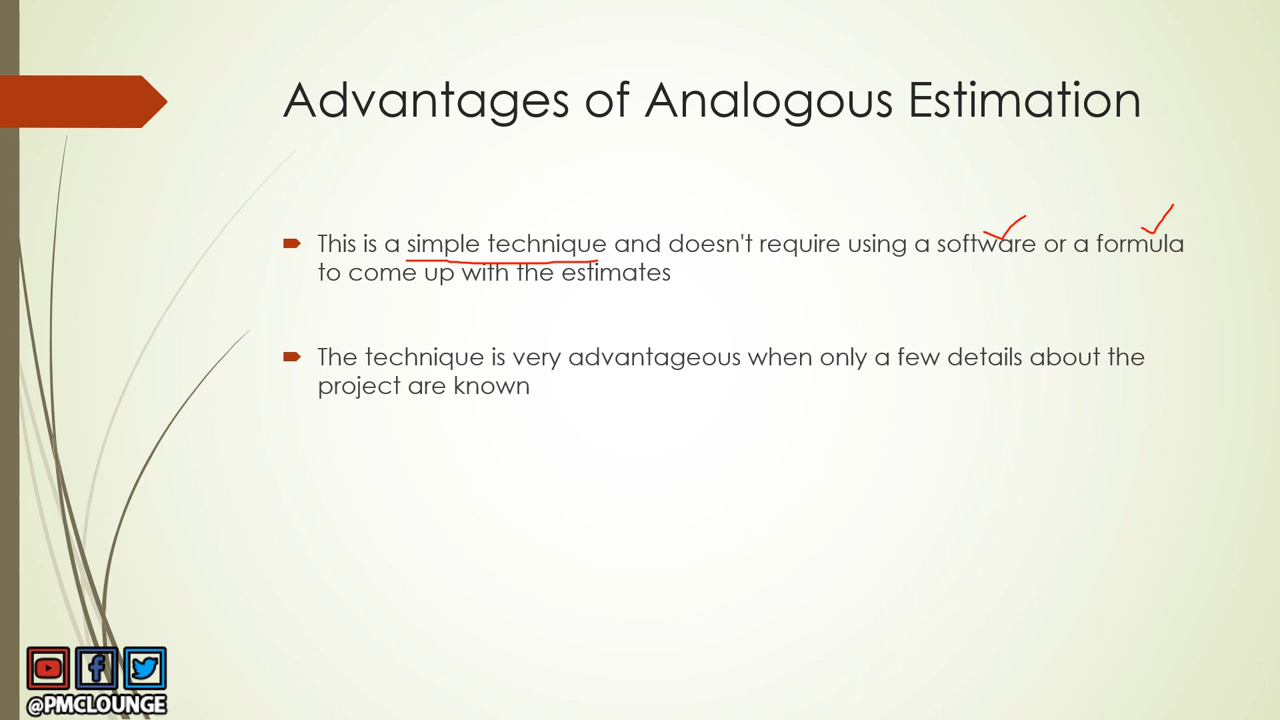 Advantages of Analogous Estimation
This is a simple technique and doesn't require using a software or a formula
to come up with the estimates
The technique is very advantageous when only a few details about the
project are known
@PMCLOUNGE